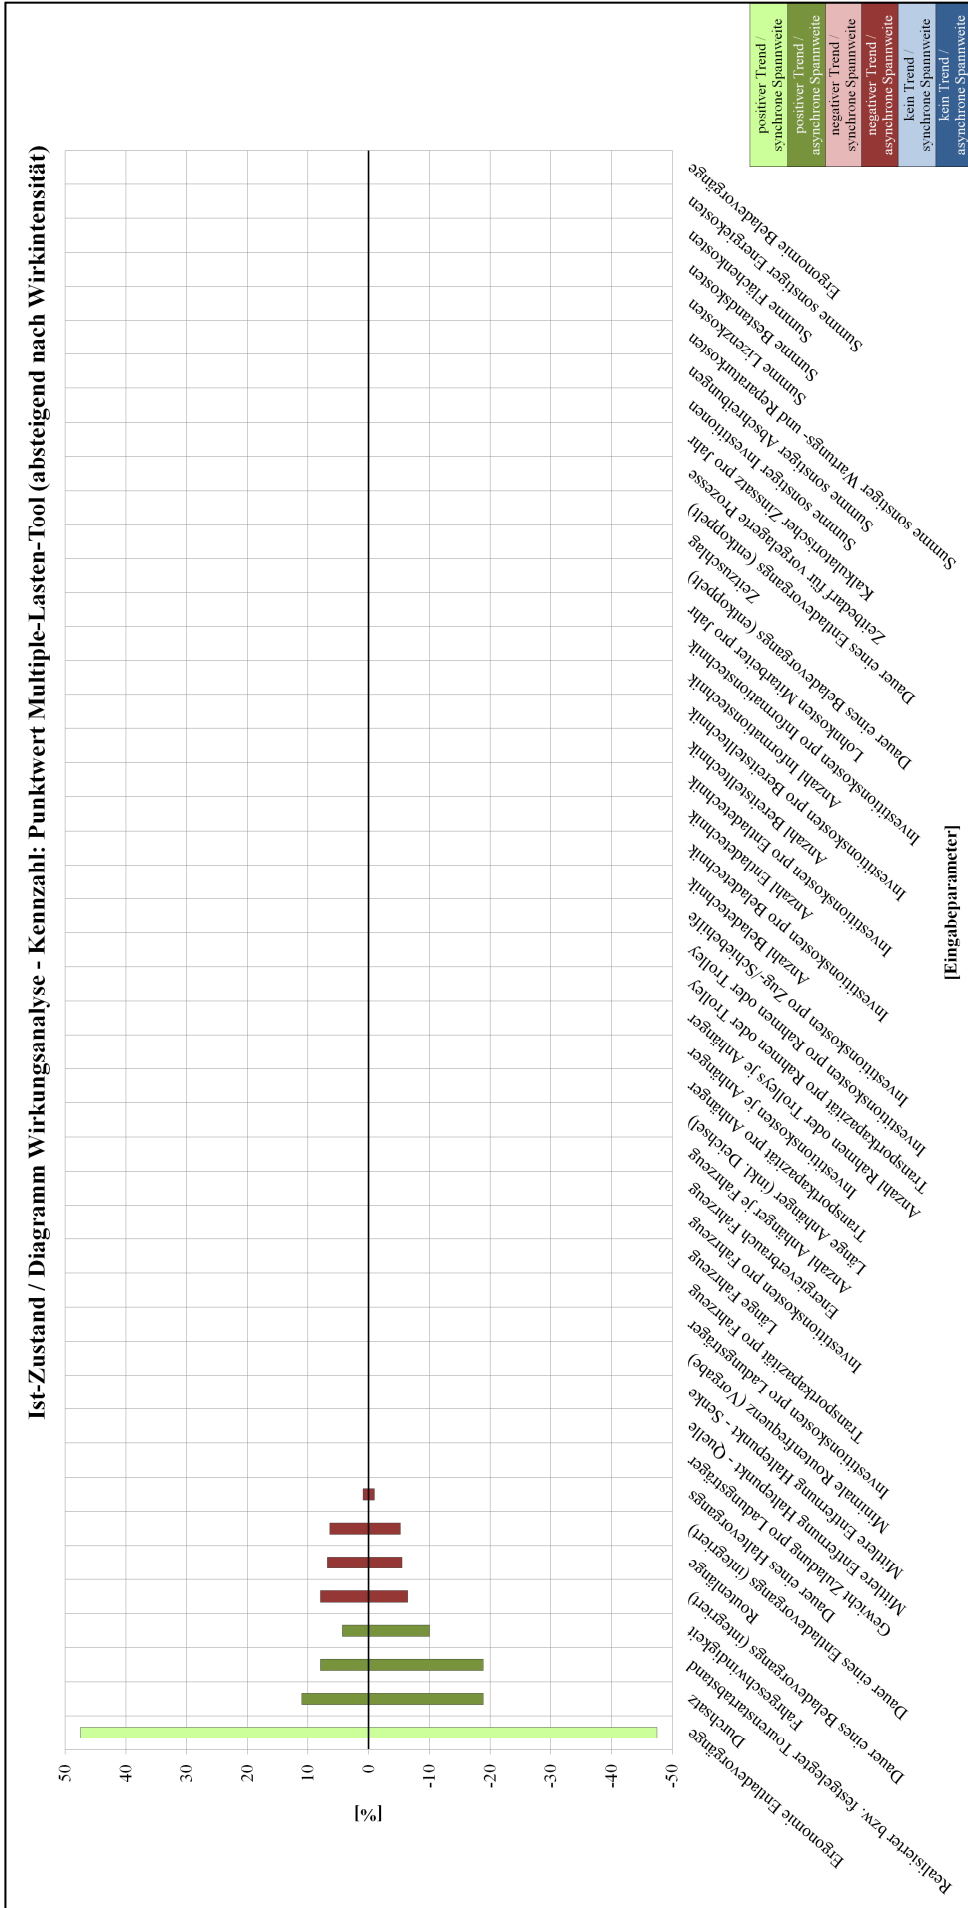 Ist-Zustand / Diagramm Wirkungsanalyse - Kennzahl: Punktwert Multiple-Lasten-Tool (absteigend nach Wirkintensität)
50
40
30
20
10
0
-10
-20
-30
-40
-50
[%]
Ergonomie Entladevorgänge
Durchsatz
Realisierter bzw. festgelegter Tourenstartabstand
Fahrgeschwindigkeit
Dauer eines Beladevorgangs (integriert)
Routenlänge
Dauer eines Entladevorgangs (integriert)
Dauer eines Haltevorgangs
Gewicht Zuladung pro Ladungsträger
Mittlere Entfernung Haltepunkt - Quelle
Mittlere Entfernung Haltepunkt - Senke
Minimale Routenfrequenz (Vorgabe)
Investitionskosten pro Ladungsträger
Transportkapazität pro Fahrzeug
Länge Fahrzeug
Investitionskosten pro Fahrzeug
Energieverbrauch Fahrzeug
Anzahl Anhänger je Fahrzeug
Länge Anhänger (inkl. Deichsel)
Transportkapazität pro Anhänger
Investitionskosten je Anhänger
Anzahl Rahmen oder Trolleys je Anhänger
Transportkapazität pro Rahmen oder Trolley
Investitionskosten pro Rahmen oder Trolley
Investitionskosten pro Zug-/Schiebehilfe
Anzahl Beladetechnik
Investitionskosten pro Beladetechnik
Anzahl Entladetechnik
Investitionskosten pro Entladetechnik
Anzahl Bereitstelltechnik
Investitionskosten pro Bereitstelltechnik
Anzahl Informationstechnik
Investitionskosten pro Informationstechnik
Lohnkosten Mitarbeiter pro Jahr
Dauer eines Beladevorgangs (entkoppelt)
Zeitzuschlag
Dauer eines Entladevorgangs (entkoppelt)
Zeitbedarf für vorgelagerte Prozesse
Kalkulatorischer Zinssatz pro Jahr
Summe sonstiger Investitionen
Summe sonstiger Abschreibungen
Summe sonstiger Wartungs- und Reparaturkosten
Summe Lizenzkosten
Summe Bestandskosten
Summe Flächenkosten
Summe sonstiger Energiekosten
Ergonomie Beladevorgänge
[Eingabeparameter]
positiver Trend /
synchrone Spannweite
positiver Trend /
asynchrone Spannweite
negativer Trend /
synchrone Spannweite
negativer Trend /
asynchrone Spannweite
kein Trend /
synchrone Spannweite
kein Trend /
asynchrone Spannweite